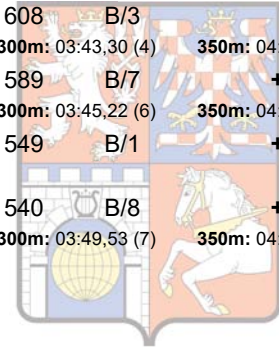 608 B/3
300m: 03:43,30 (4) 350m: 04:
589 B/7 +
300m: 03:45,22 (6) 350m: 04:
549 B/1 +
540 B/8 +
300m: 03:49,53 (7) 350m: 04: